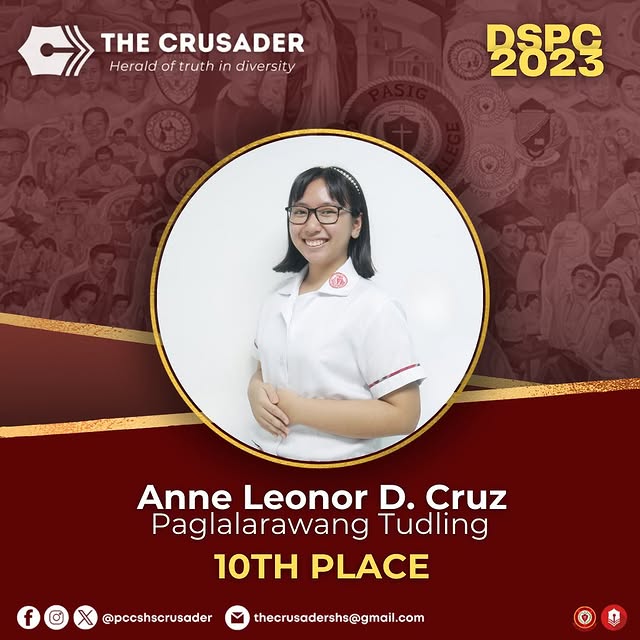 THE CRUSADER
Herald of truth in diversity
DSPC
2023
PASIG
Anne Leonor D. Cruz
Paglalarawang Tudling
10TH PLACE
@pccshscrusader
thecrusadershs@gmail.com